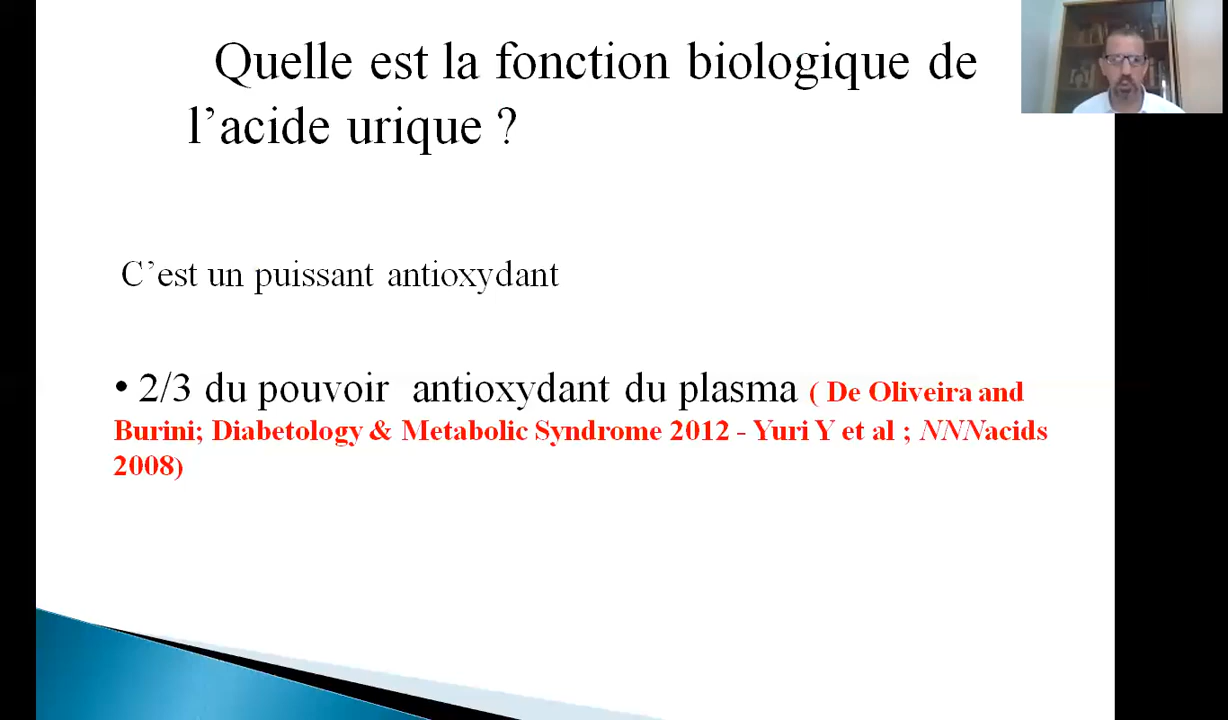 Quelle est la fonction biologique de
l’acide urique ?
C’est un puissant antioxydant
• 2/3 du pouvoir antioxydant du plasma ( De Oliveira and
Burini; Diabetology & Metabolic Syndrome 2012 - Yuri Y et al ; NNNacids
2008)